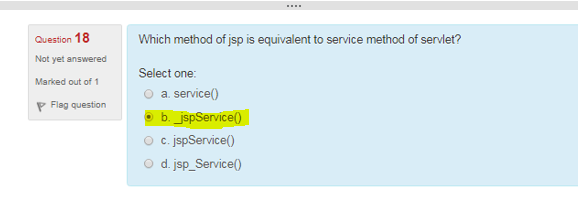 Question 18
Not yet answered
Marked out of 1
Flag question
Which method of jsp is equivalent to service method of servlet?
Select one:
a. service()
b. _jspService()
c. jspService()
d. jsp_Service()